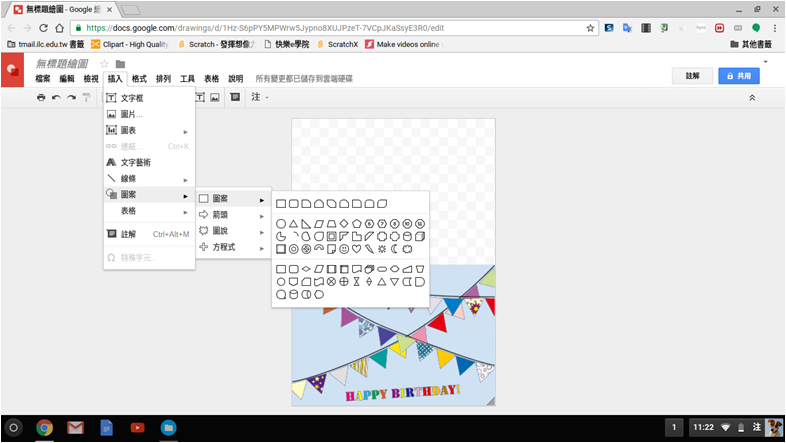 無標題繪圖 - Google 繪
https://docs.google.com/drawings/d/1Hz-S6pPY5MPWrw5Jypno8XUJPzeT-7VCpJKaSsyE3R0/edit
tmail.ilc.edu.tw 書籤 Clipart - High Quality, Scratch - 發揮想像力 快樂e學院 ScratchX Make videos online 其他書籤
無標題繪圖
檔案 編輯 檢視 插入 格式 排列 工具 表格 說明 所有變更都已儲存到雲端硬碟
註解 共用
注
文字框
圖片...
圖表
連結... Ctrl+K
文字藝術
線條
圖案
表格
註解 Ctrl+Alt+M
特殊字元...
圖案
箭頭
圖說
方程式
HAPPY BIRTHDAY!
1 11:22 注